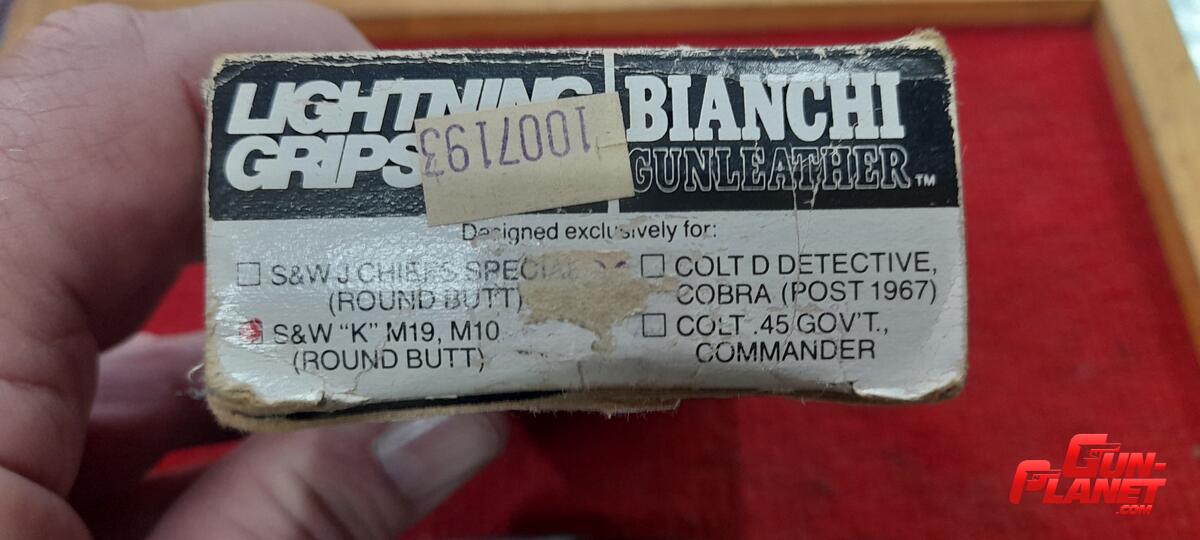 LIGHTNING
GRIPS
BIANCHI
GUNLEATHER™
1007193
Designed exclusively for:
S&W J CHIEFS SPECIAL
(ROUND BUTT)
S&W "K" M19, M10
(ROUND BUTT)
COLT D DETECTIVE,
COBRA (POST 1967)
COLT .45 GOV'T.,
COMMANDER
GUN-
PLANET
.COM